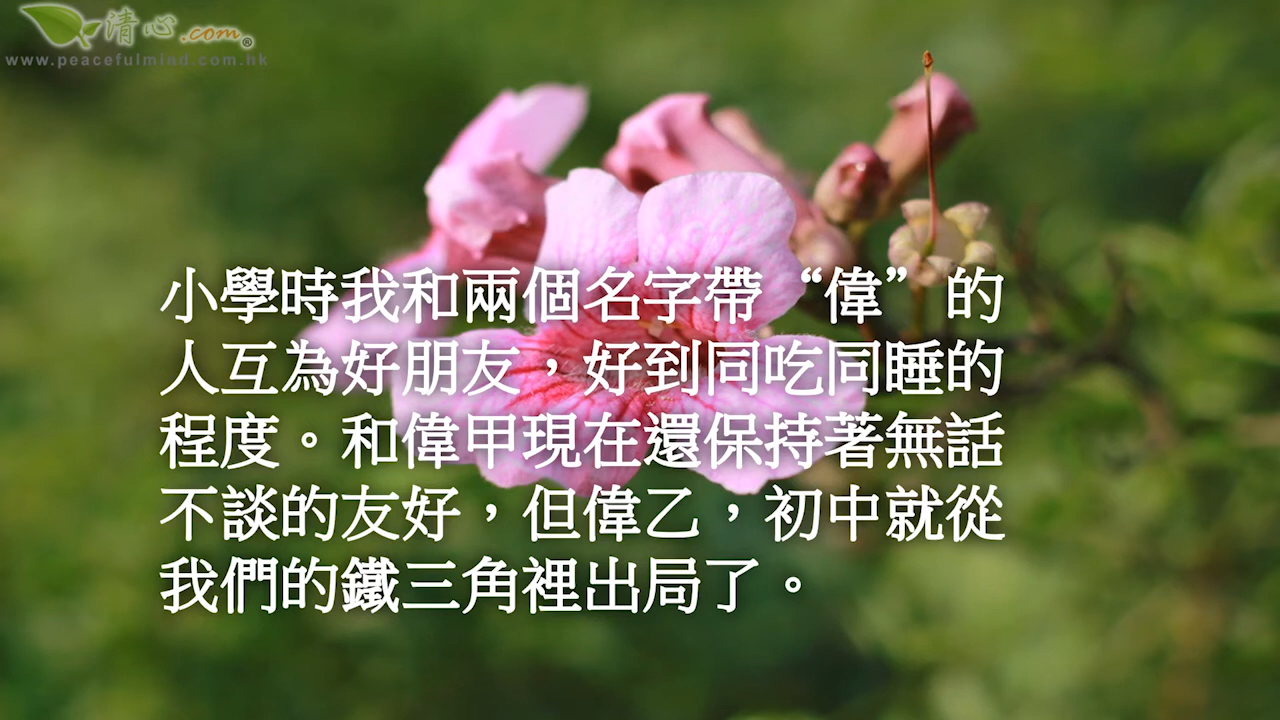 清心.com®
www.peacefulmind.com.hk
小學時我和兩個名字帶“偉”的
人互為好朋友，好到同吃同睡的
程度。和偉甲現在還保持著無話
不談的友好，但偉乙，初中就從
我們的鐵三角裡出局了。